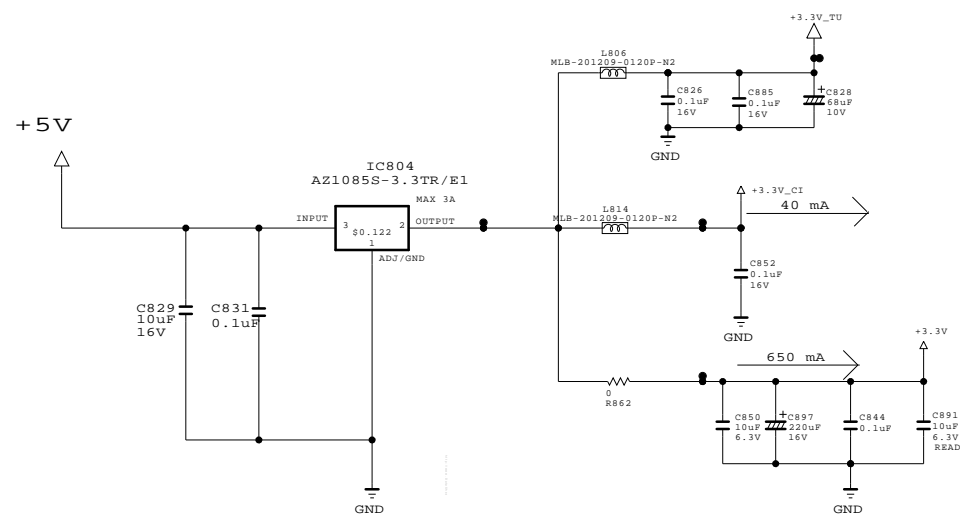 +3.3V_TU
L806
MLB-201209-0120P-N2
C826
0.1uF
16V
C885
0.1uF
16V
+
C828
68uF
10V
GND
+5V
IC804
AZ1085S-3.3TR/E1
MAX 3A
INPUT
3
$0.122
2
OUTPUT
1
ADJ/GND
L814
MLB-201209-0120P-N2
+3.3V_CI
40 mA
C852
0.1uF
16V
GND
C829
10uF
16V
C831
0.1uF
GND
650 mA
+3.3V
0
R862
C850
10uF
6.3V
+
C897
220uF
16V
C844
0.1uF
C891
10uF
6.3V
READ
GND